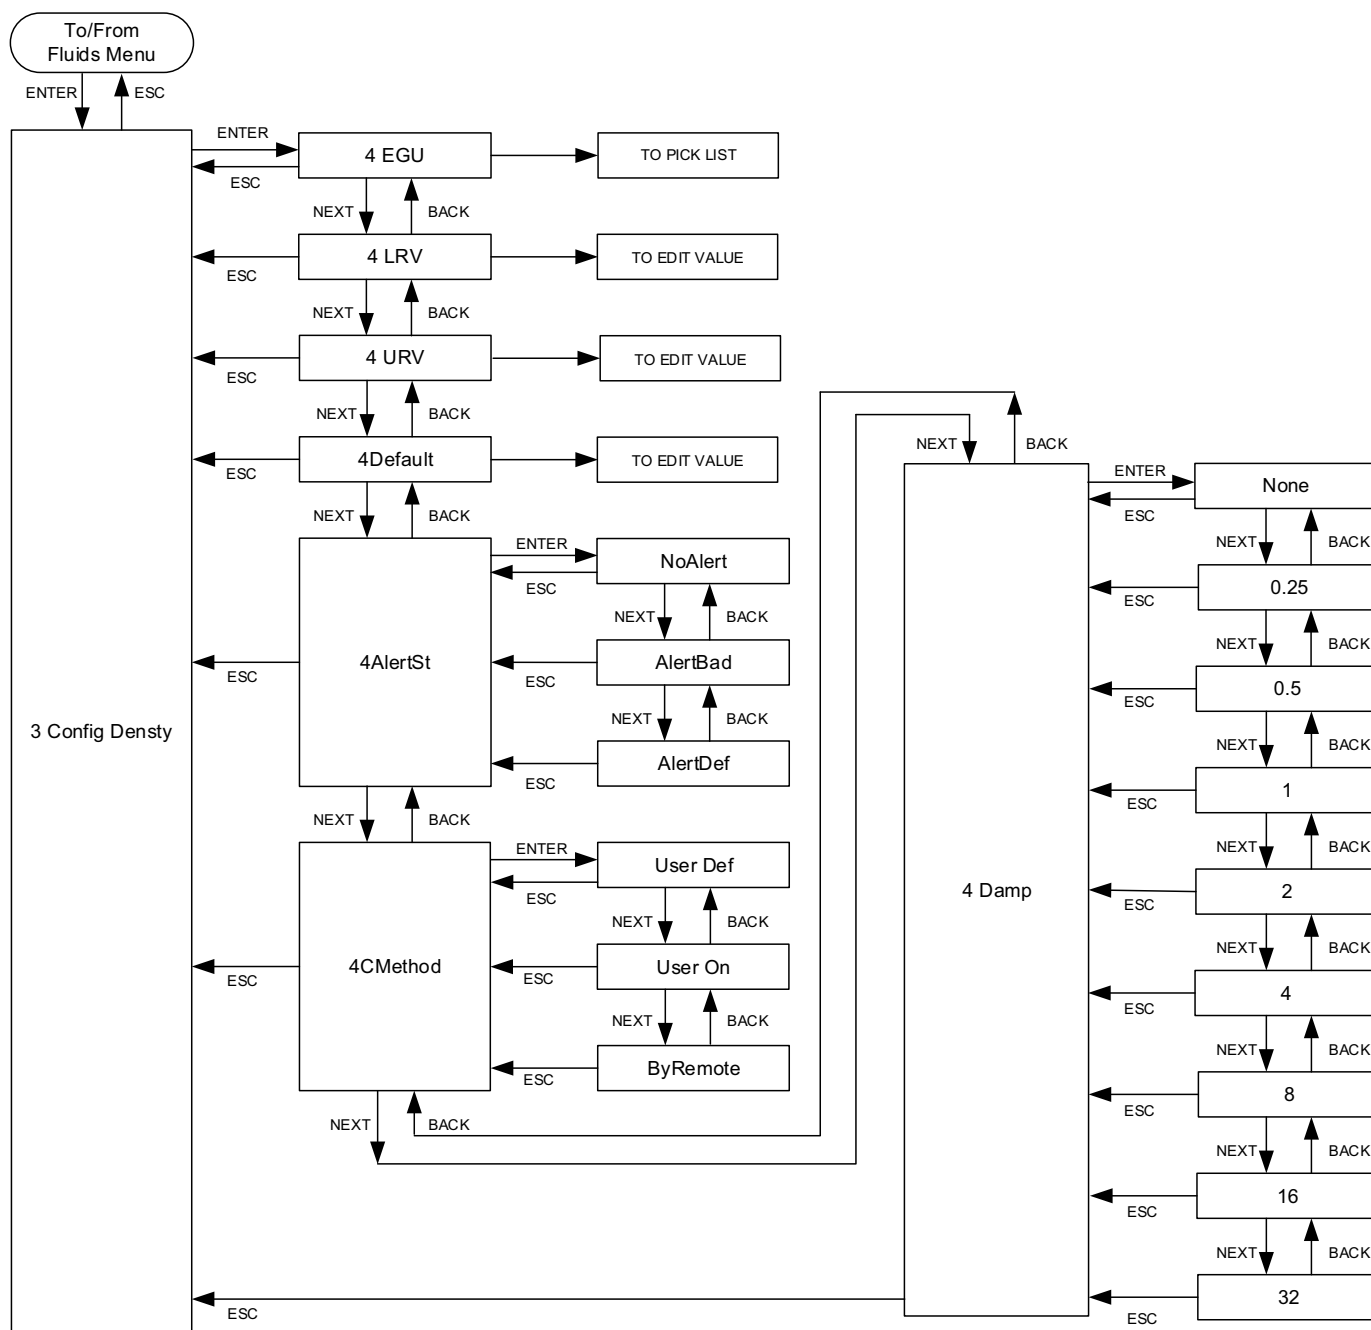 To/From
Fluids Menu
ENTER
ESC
3 Config Densty
ENTER
ESC
4 EGU
TO PICK LIST
NEXT
BACK
ESC
4 LRV
TO EDIT VALUE
NEXT
BACK
ESC
4 URV
TO EDIT VALUE
NEXT
BACK
ESC
4Default
TO EDIT VALUE
NEXT
BACK
ESC
4AlertSt
ENTER
ESC
NoAlert
NEXT
BACK
ESC
AlertBad
NEXT
BACK
ESC
AlertDef
NEXT
BACK
ESC
4CMethod
ENTER
ESC
User Def
NEXT
BACK
ESC
User On
NEXT
BACK
ESC
ByRemote
NEXT
BACK
NEXT
BACK
4 Damp
ESC
ENTER
ESC
None
NEXT
BACK
ESC
0.25
NEXT
BACK
ESC
0.5
NEXT
BACK
ESC
1
NEXT
BACK
ESC
2
NEXT
BACK
ESC
4
NEXT
BACK
ESC
8
NEXT
BACK
ESC
16
NEXT
BACK
ESC
32